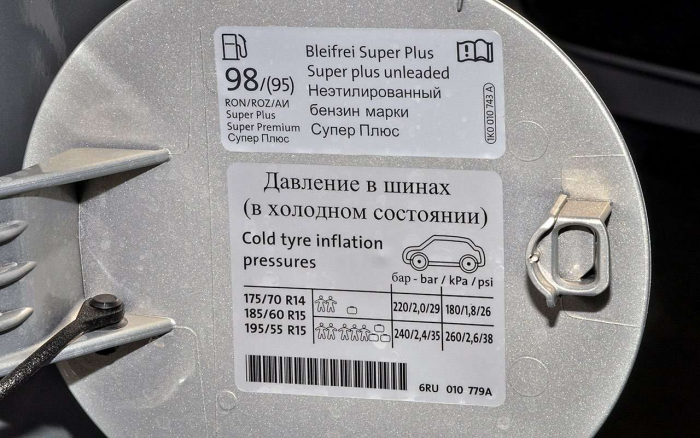 98/(95)
RON/ROZ/АИ
Super Plus
Super Premium
Супер Плюс
Bleifrei Super Plus
Super plus unleaded
Неэтилированный
бензин марки
Супер Плюс
1K0 010 743 A
Давление в шинах
(в холодном состоянии)
Cold tyre inflation
pressures
бар - bar / kPa / psi
175/70 R14
185/60 R15
195/55 R15
220/2,0/29 180/1,8/26
240/2,4/35 260/2,6/38
6RU 010 779A